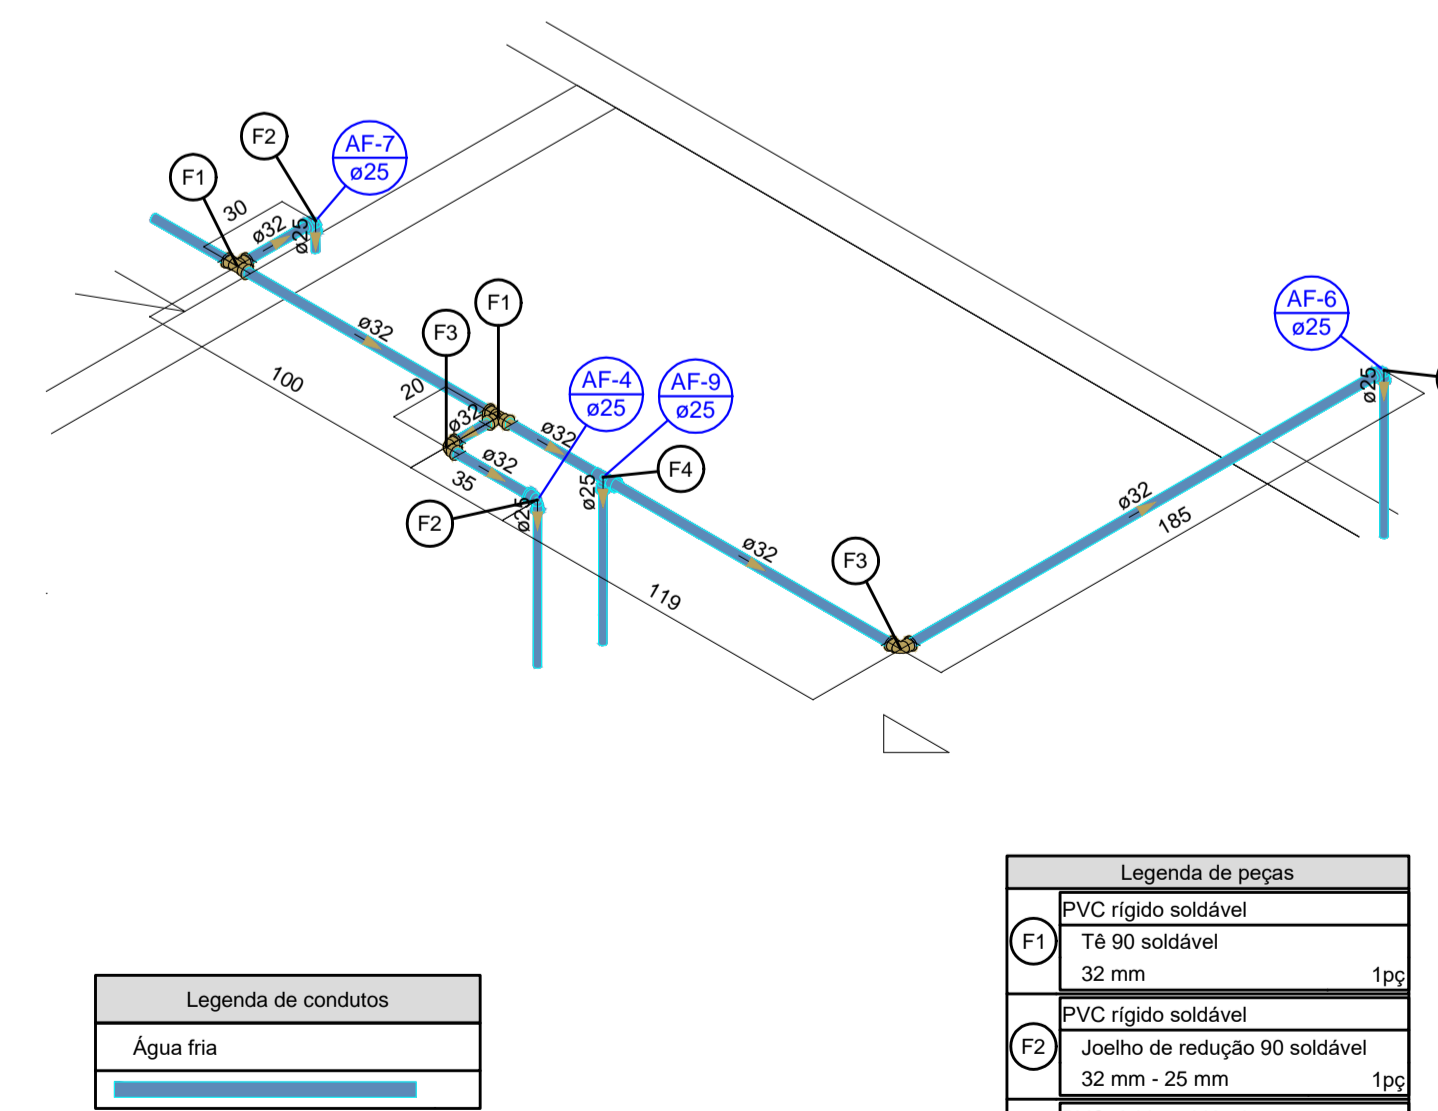 F2
AF-7
ø25
F1
30
ø32
ø25
ø32
F1
F3
100
20
ø32
AF-4
ø25
AF-9
ø25
ø32
ø32
35
F4
ø25
ø25
F2
ø32
119
F3
AF-6
ø25
ø25
ø32
185
Legenda de peças
F1
PVC rígido soldável
Tê 90 soldável
32 mm 1pç
F2
PVC rígido soldável
Joelho de redução 90 soldável
32 mm - 25 mm 1pç
Legenda de condutos
Água fria